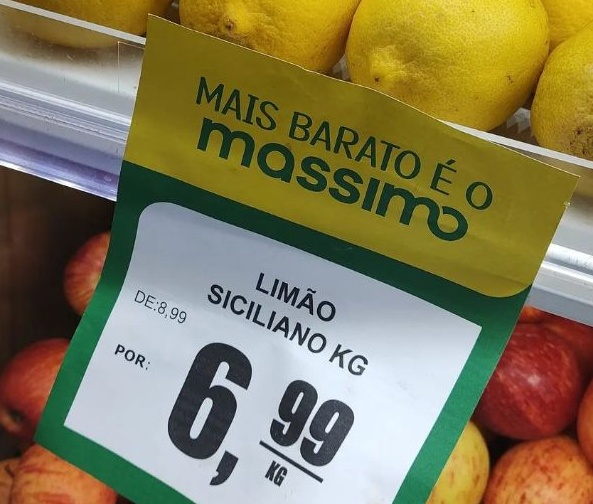 MAIS BARATO É O
massimo
LIMÃO
SICILIANO KG
DE:8,99
POR:
6,99
KG